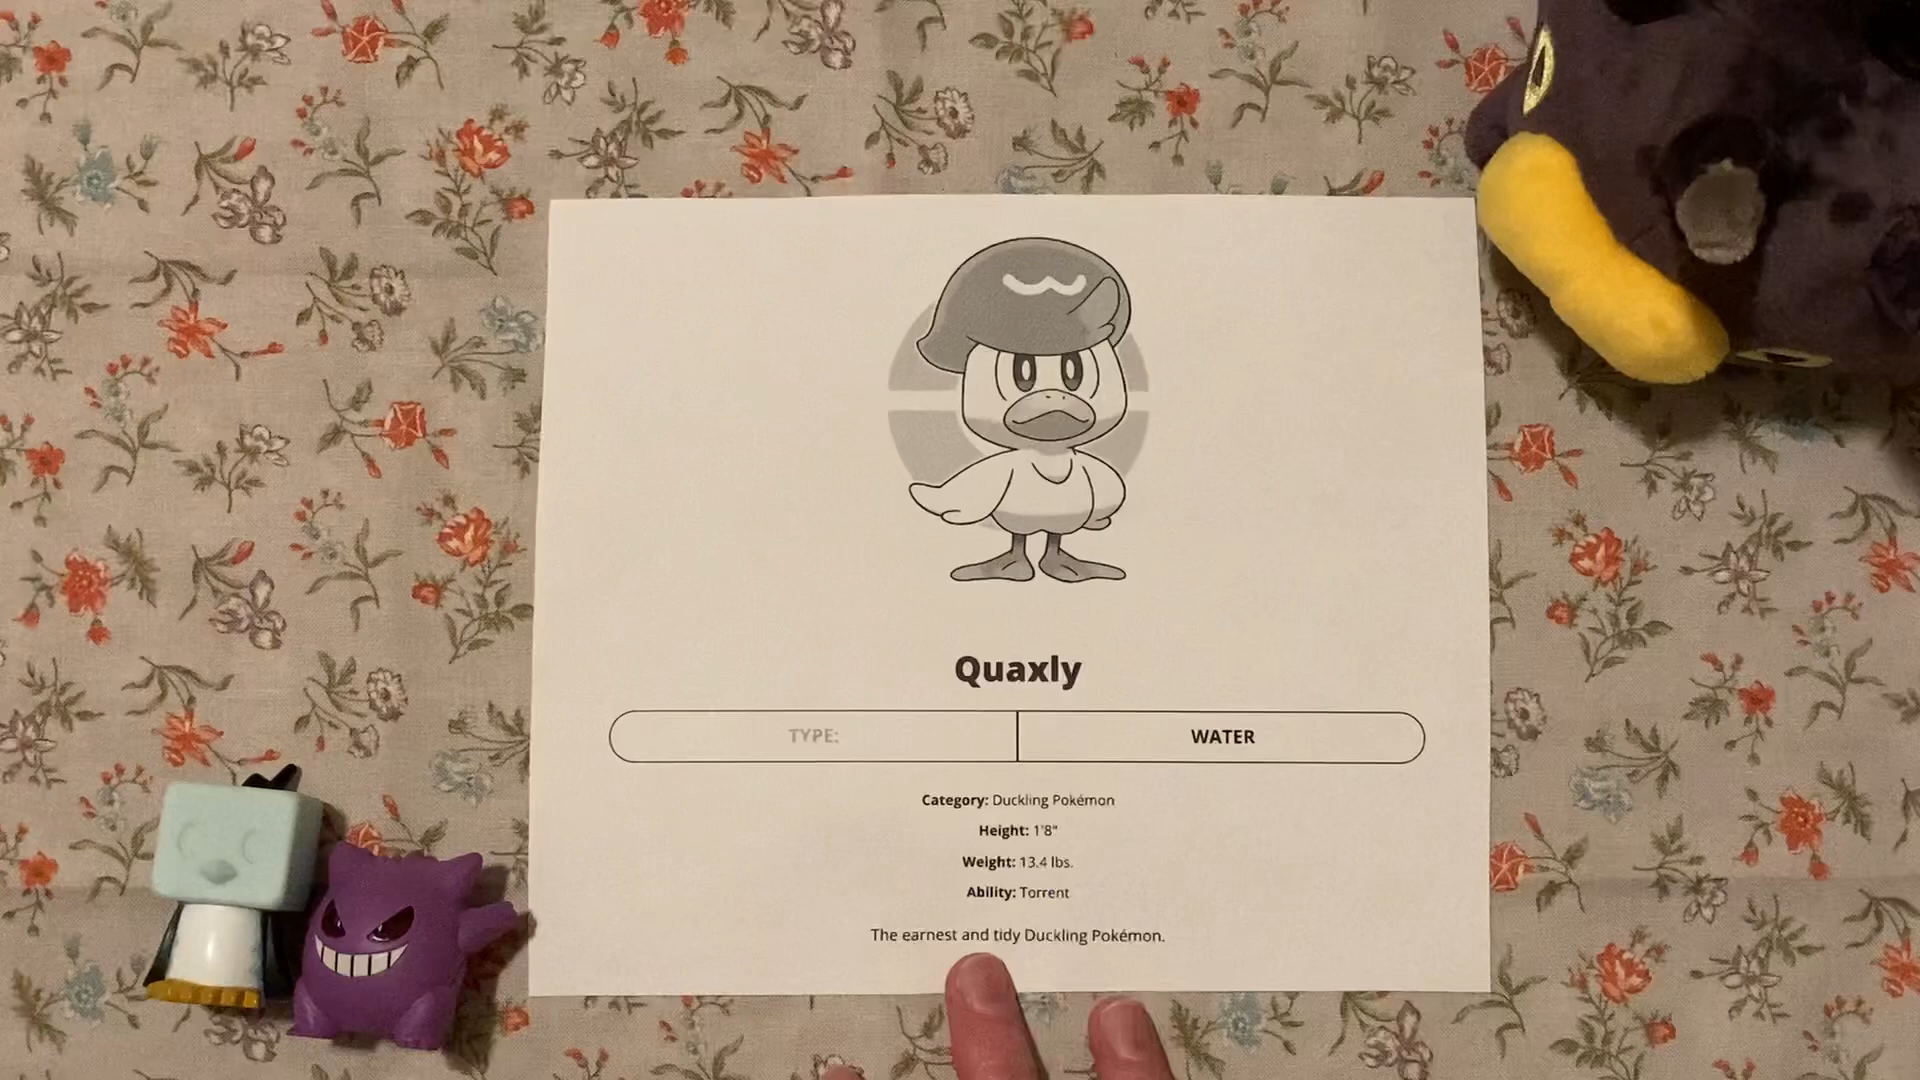 Quaxly
TYPE: WATER
Category: Duckling Pokémon
Height: 1'8"
Weight: 13.4 lbs.
Ability: Torrent
The earnest and tidy Duckling Pokémon.